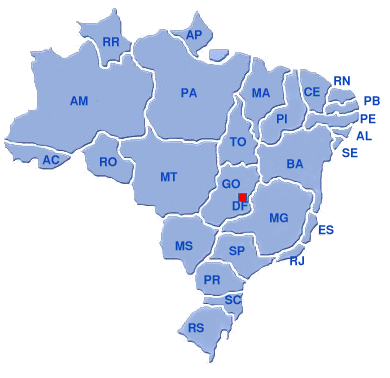 AP
RR
RN
PA
MA
CE
AM
PB
PI
PE
TO
AL
SE
AC
RO
BA
MT
GO
DF
MG
ES
MS
SP
RJ
PR
SC
RS